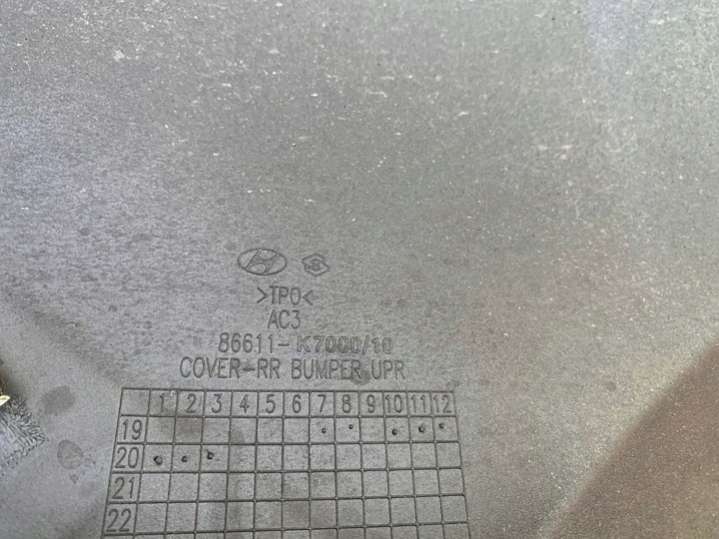 >TPO<
AC3
86611-K7000/10
COVER-RR BUMPER UPR
1 2 3 4 5 6 7 8 9 10 11 12
19
20
21
22